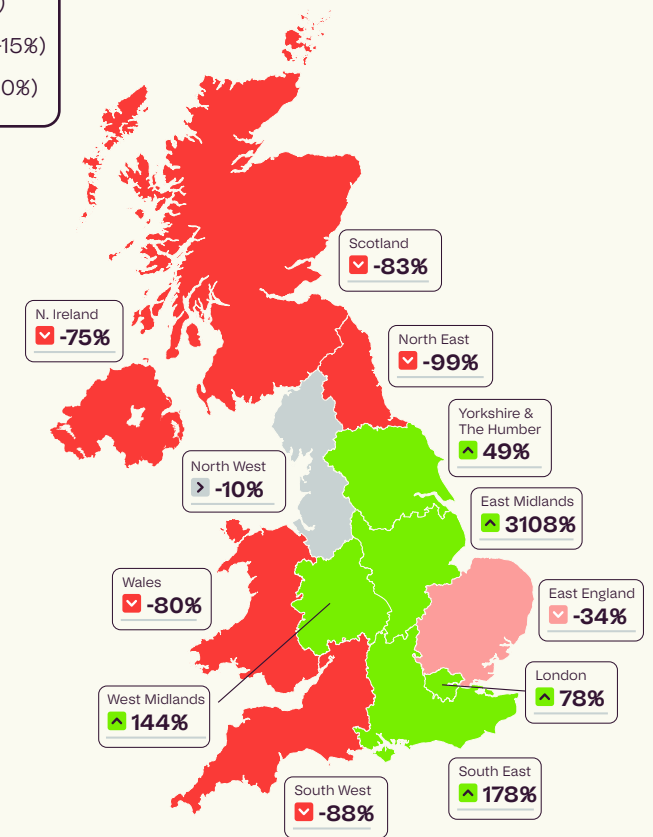 )
-15%)
0%)
Scotland
-83%
N. Ireland
-75%
North East
-99%
Yorkshire &
The Humber
49%
North West
-10%
East Midlands
3108%
Wales
-80%
East England
-34%
London
78%
West Midlands
144%
South East
178%
South West
-88%